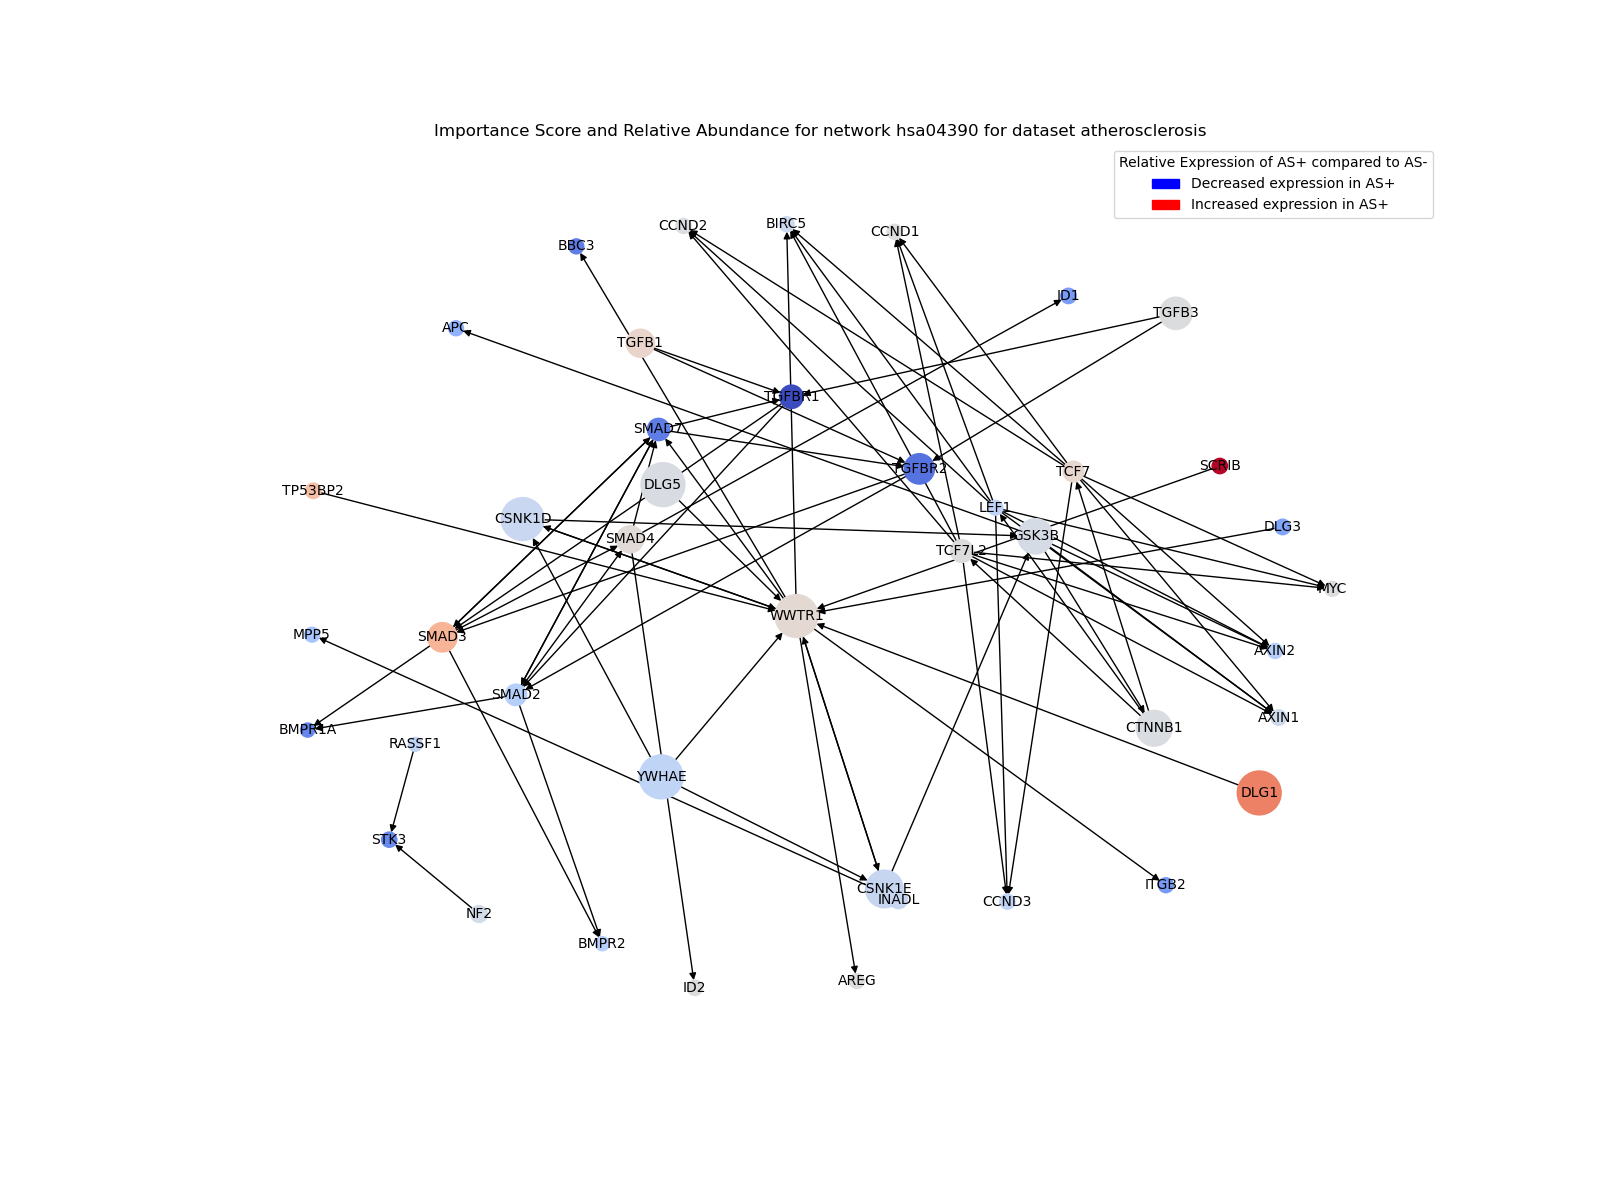 Importance Score and Relative Abundance for network hsa04390 for dataset atherosclerosis
Relative Expression of AS+ compared to AS-
Decreased expression in AS+
Increased expression in AS+
CCND2
BIRC5
CCND1
BBC3
ID1
TGFB3
APC
TGFB1
TGFBR1
SMAD7
TGFBR2
TCF7
SCRIB
DLG5
TP53BP2
LEF1
CSNK1D
DLG3
GSK3B
SMAD4
TCF7L2
MYC
WWTR1
MPP5
SMAD3
AXIN2
SMAD2
AXIN1
BMPR1A
CTNNB1
RASSF1
YWHAE
DLG1
STK3
ITGB2
CSNK1E
INADL
CCND3
NF2
BMPR2
AREG
ID2